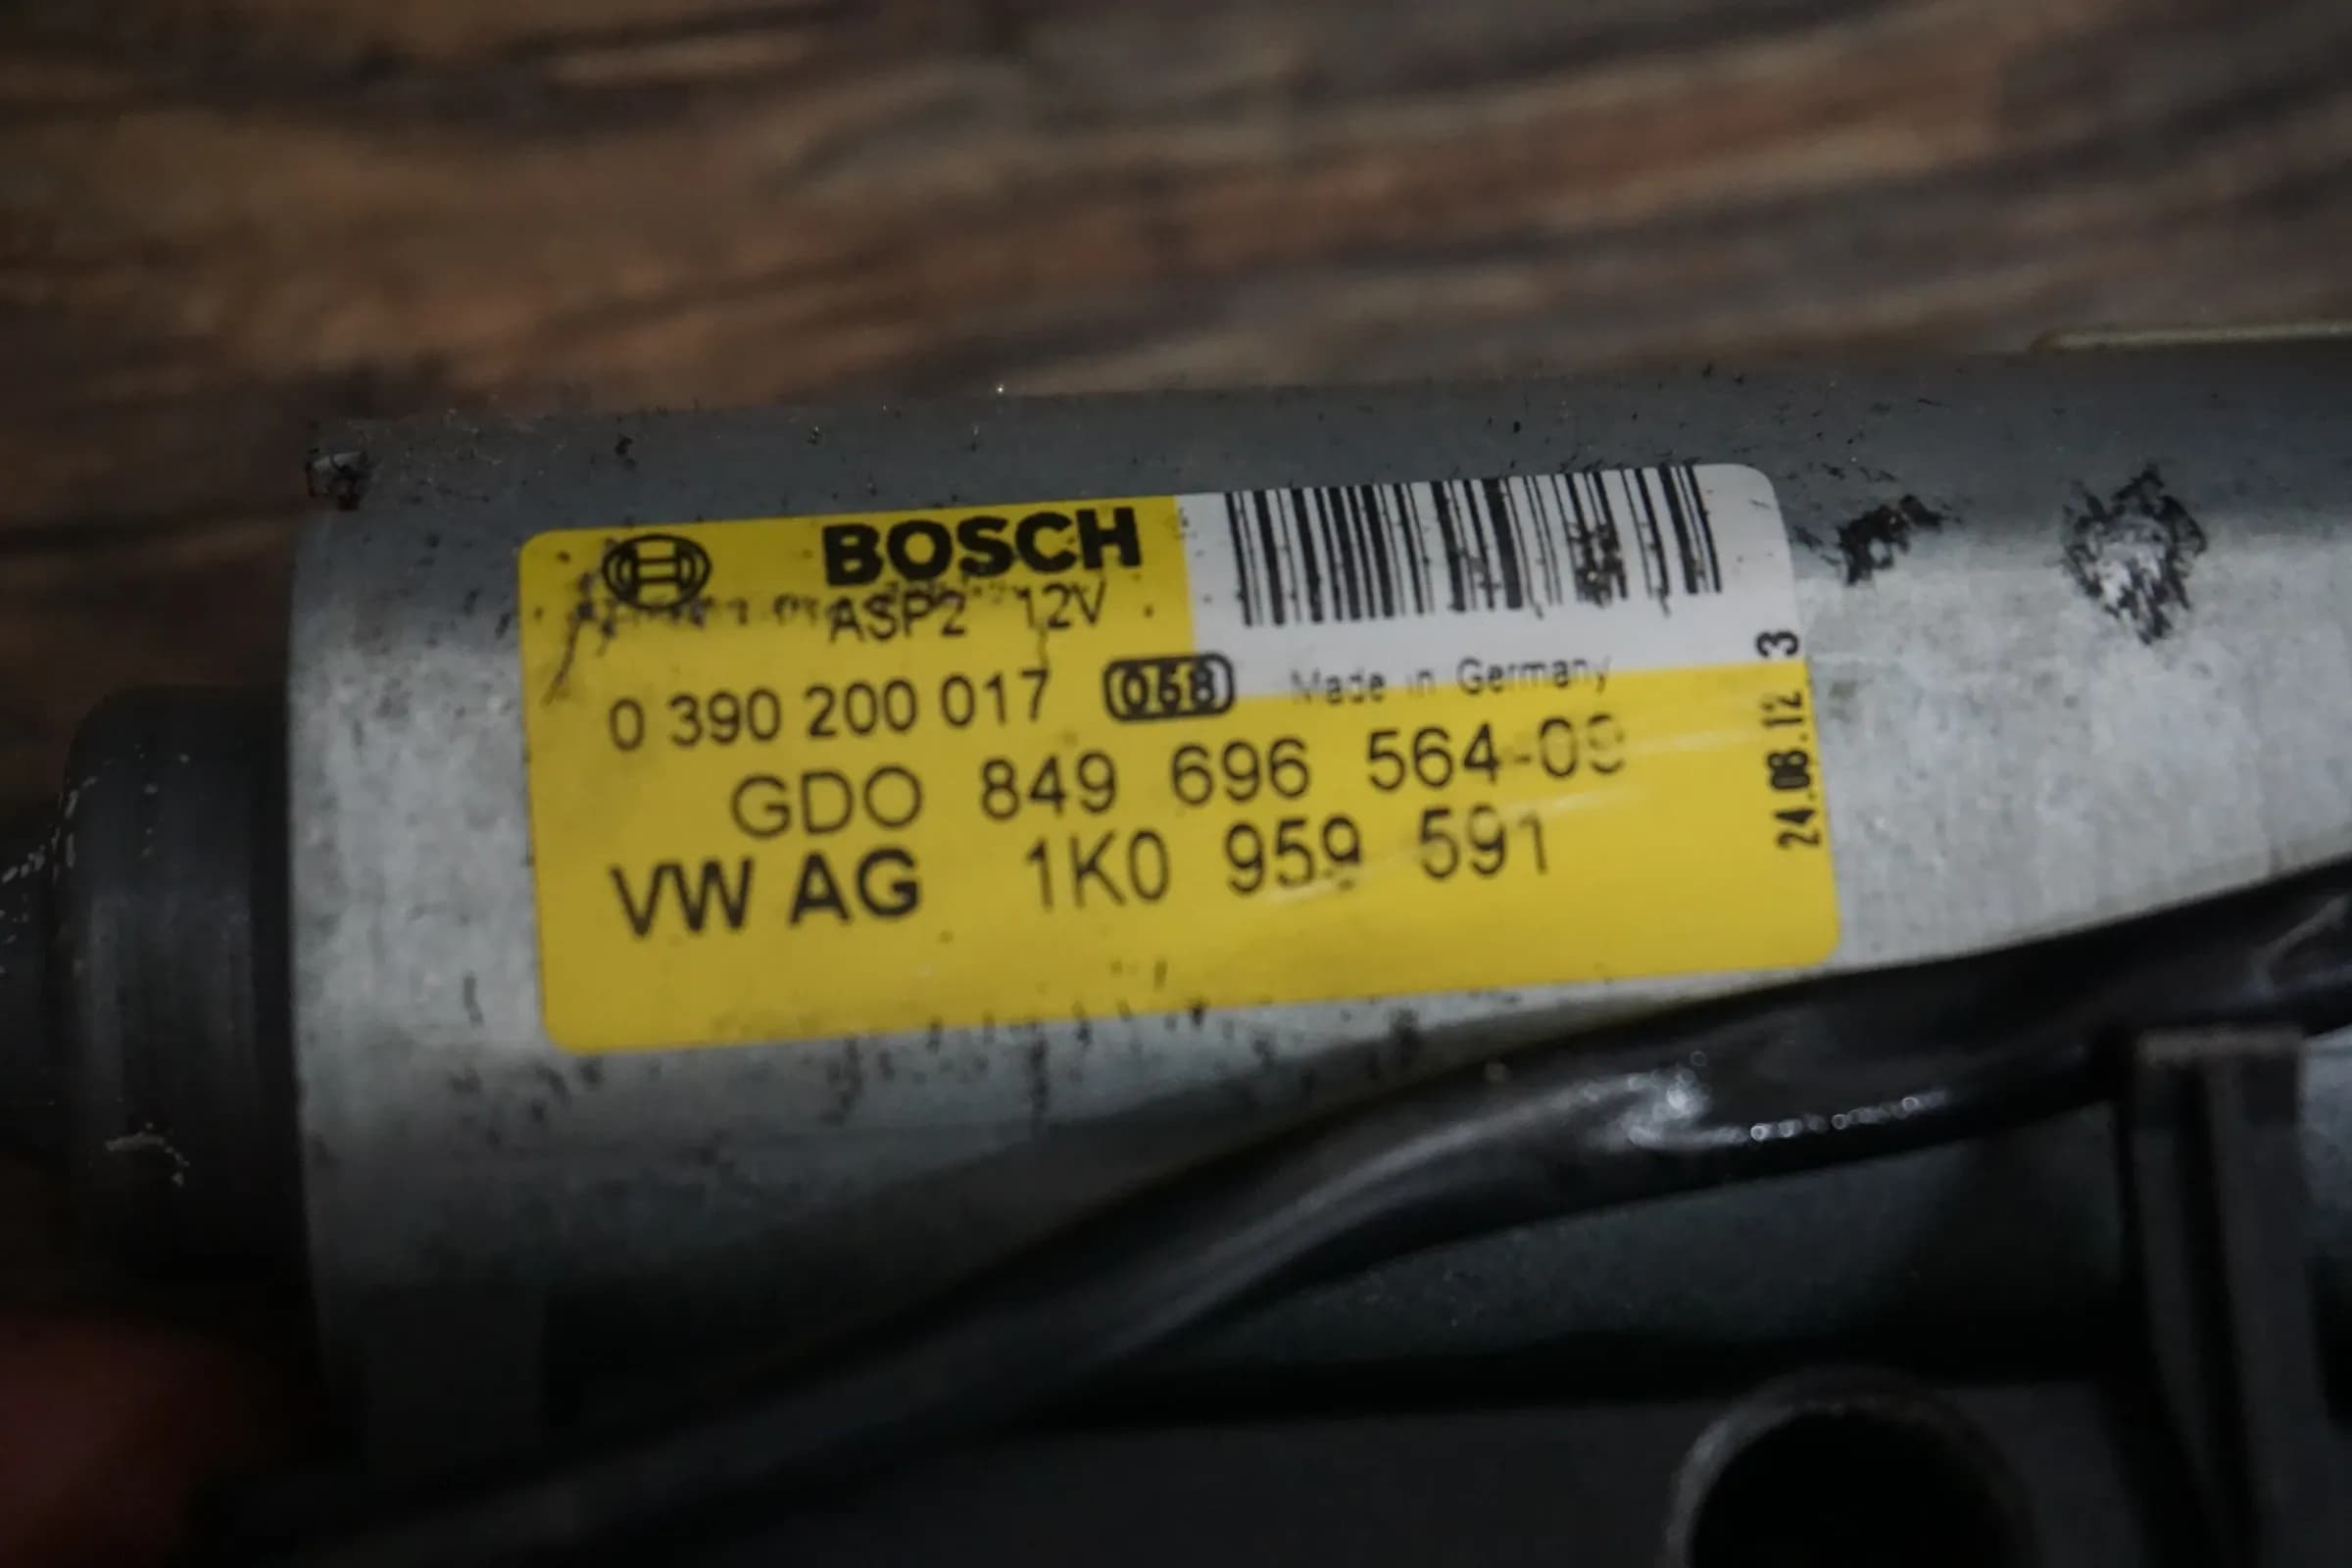 BOSCH
ASP2 12V
0 390 200 017 068 Made in Germany
GDO 849 696 564-09
VW AG 1K0 959 591
24.08.12 3